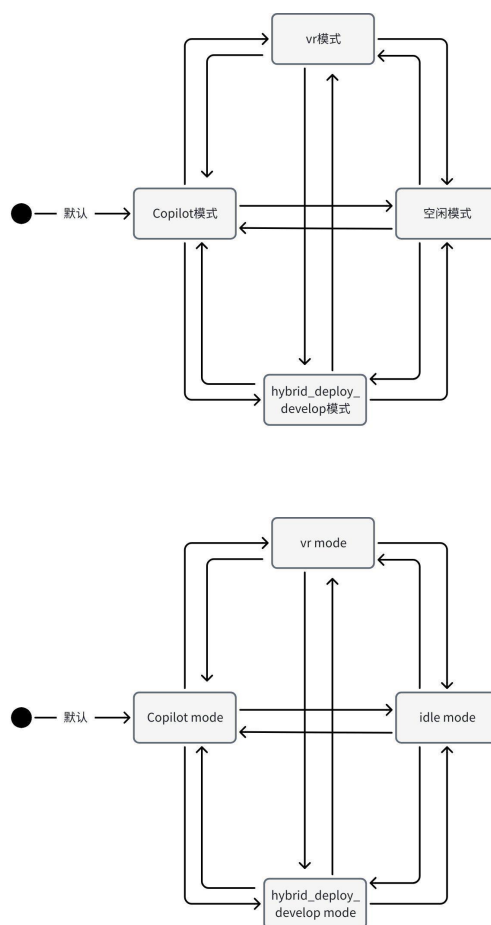 vr模式
默认
Copilot模式
空闲模式
hybrid_deploy_
develop模式
vr mode
默认
Copilot mode
idle mode
hybrid_deploy_
develop mode